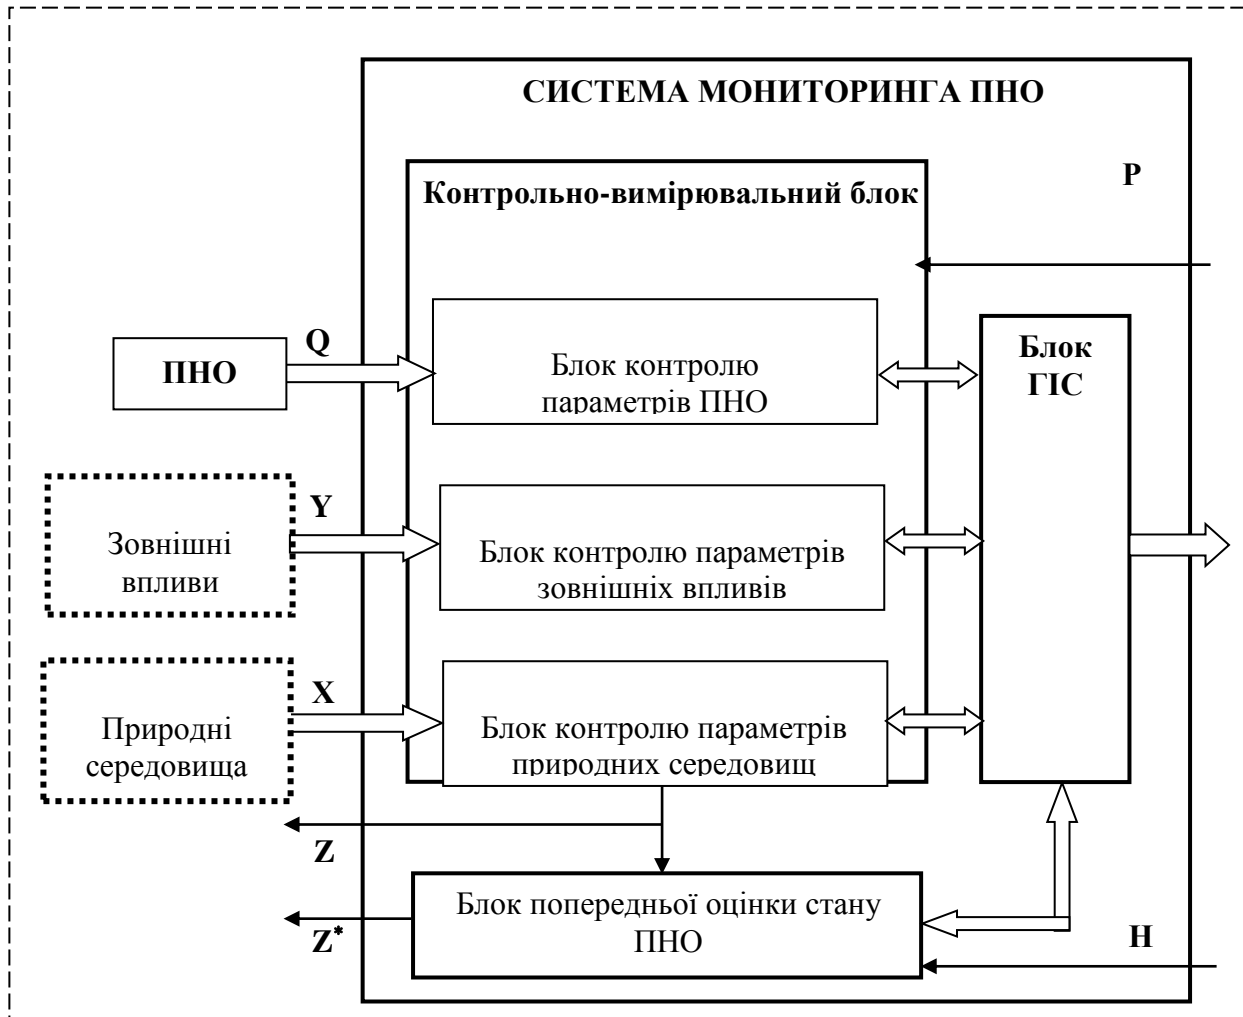 СИСТЕМА МОНИТОРИНГА ПНО
P
Контрольно-вимірювальний блок
Q
ПНО
Блок контролю
параметрів ПНО
Блок
ГІС
Y
Зовнішні
впливи
Блок контролю параметрів
зовнішніх впливів
X
Природні
середовища
Блок контролю параметрів
природних середовищ
Z
Блок попередньої оцінки стану
ПНО
Z*
H